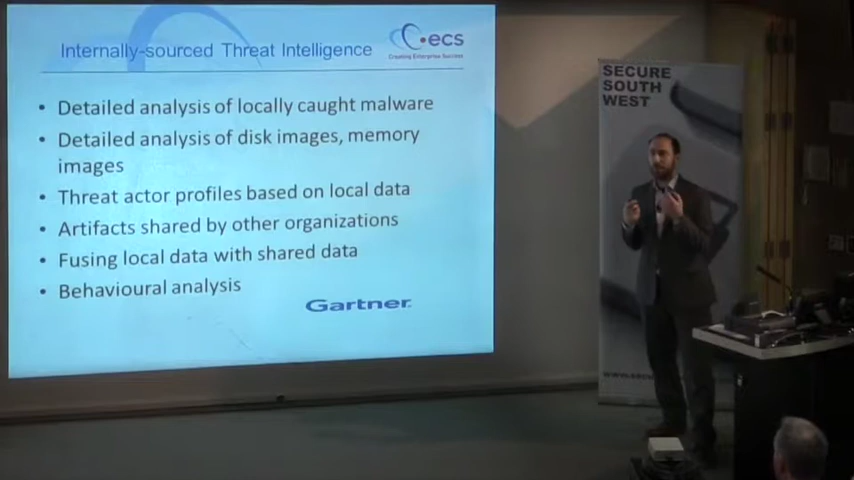 Internally-sourced Threat Intelligence
ecs
Creating Enterprise Success
• Detailed analysis of locally caught malware
• Detailed analysis of disk images, memory
images
• Threat actor profiles based on local data
• Artifacts shared by other organizations
• Fusing local data with shared data
• Behavioural analysis
Gartner
SECURE
SOUTH
WEST